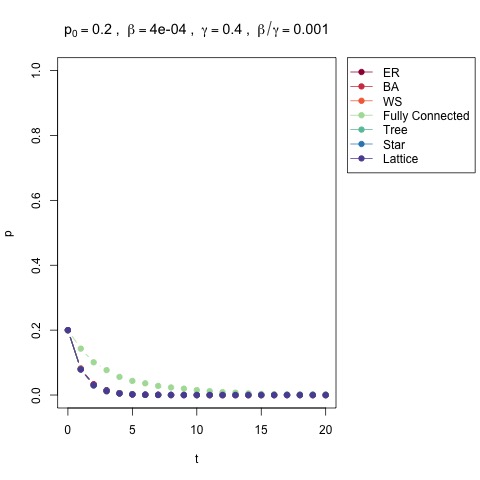 p₀ = 0.2 , β = 4e-04 , γ = 0.4 , β/γ = 0.001
ER
BA
WS
Fully Connected
Tree
Star
Lattice
p
1.0
0.8
0.6
0.4
0.2
0.0
0 5 10 15 20
t